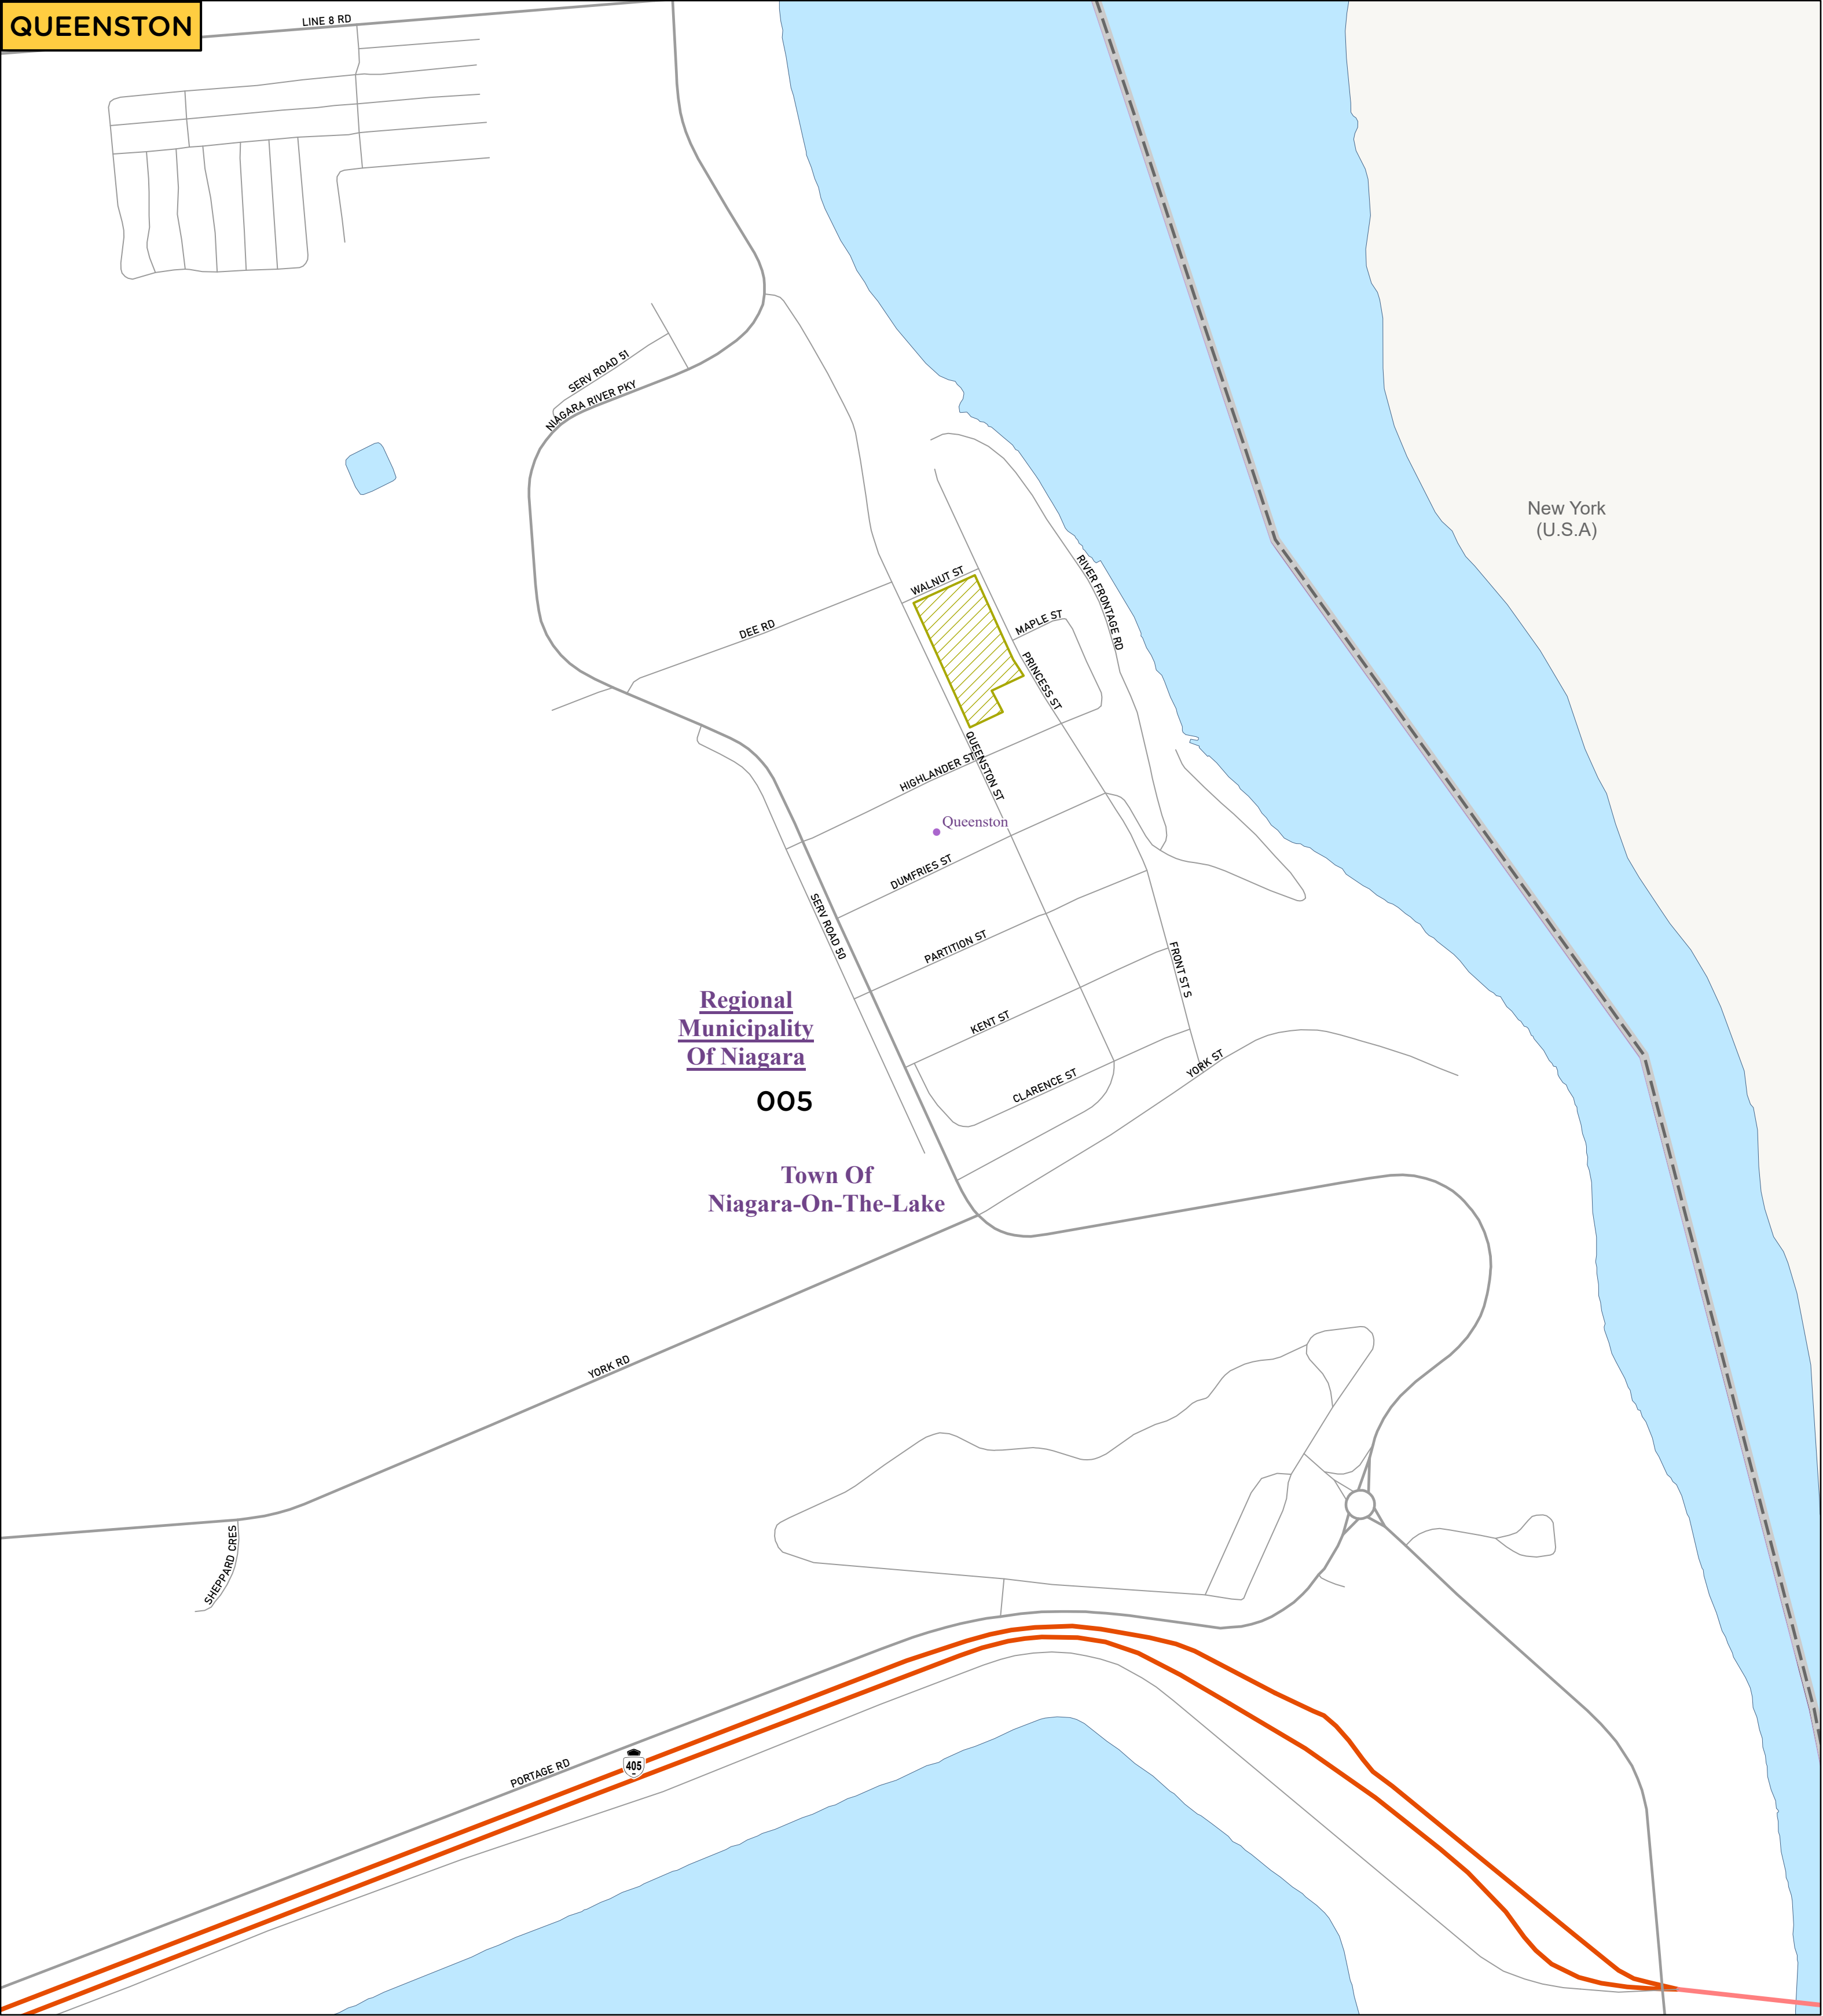 QUEENSTON
LINE 8 RD
SERV ROAD 51
NIAGARA RIVER PKY
New York
(U.S.A)
WALNUT ST
RIVER FRONTAGE RD
DEE RD
MAPLE ST
PRINCESS ST
QUEENSTON ST
HIGHLANDER ST
Queenston
DUMFRIES ST
SERV ROAD 50
PARTITION ST
FRONT ST S
Regional
Municipality
Of Niagara
KENT ST
YORK ST
CLARENCE ST
005
Town Of
Niagara-On-The-Lake
YORK RD
SHEPPARD CRES
PORTAGE RD
405